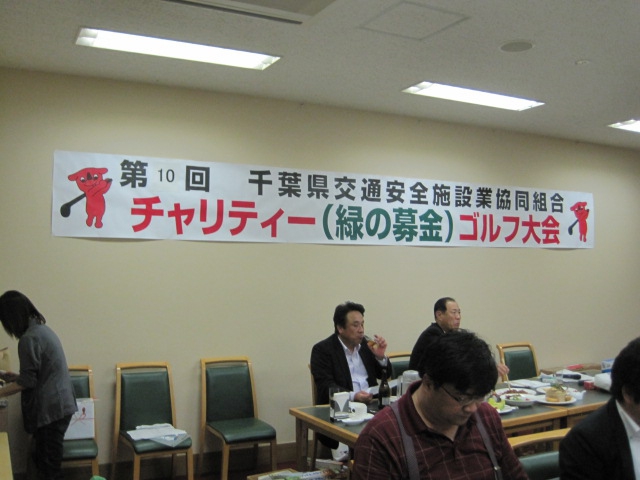 第10回 千葉県交通安全施設業協同組合
チャリティー(緑の募金)ゴルフ大会